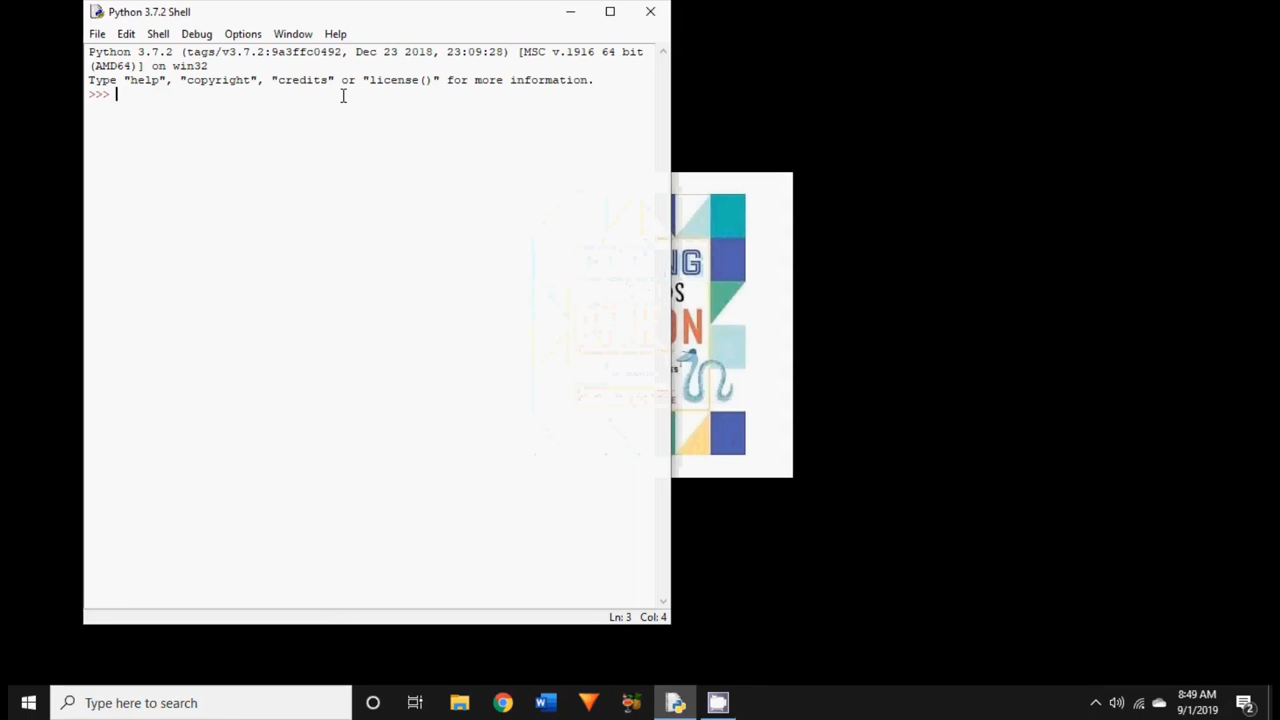 Python 3.7.2 Shell
File Edit Shell Debug Options Window Help
Python 3.7.2 (tags/v3.7.2:9a3ffc0492, Dec 23 2018, 23:09:28) [MSC v.1916 64 bit
(AMD64)] on win32
Type "help", "copyright", "credits" or "license()" for more information.
>>>
NG
DS
ON
Ln: 3 Col: 4
Type here to search
8:49 AM
9/1/2019
2